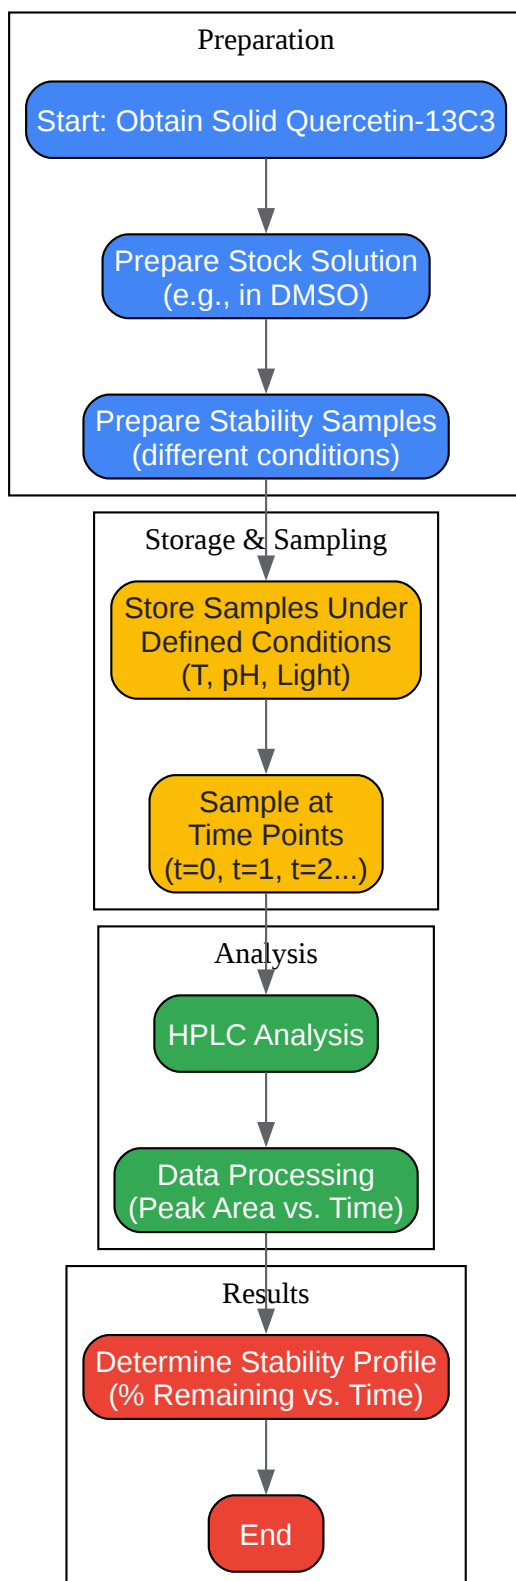 Preparation
Start: Obtain Solid Quercetin-13C3
Prepare Stock Solution
(e.g., in DMSO)
Prepare Stability Samples
(different conditions)
Storage & Sampling
Store Samples Under
Defined Conditions
(T, pH, Light)
Sample at
Time Points
(t=0, t=1, t=2...)
Analysis
HPLC Analysis
Data Processing
(Peak Area vs. Time)
Results
Determine Stability Profile
(% Remaining vs. Time)
End